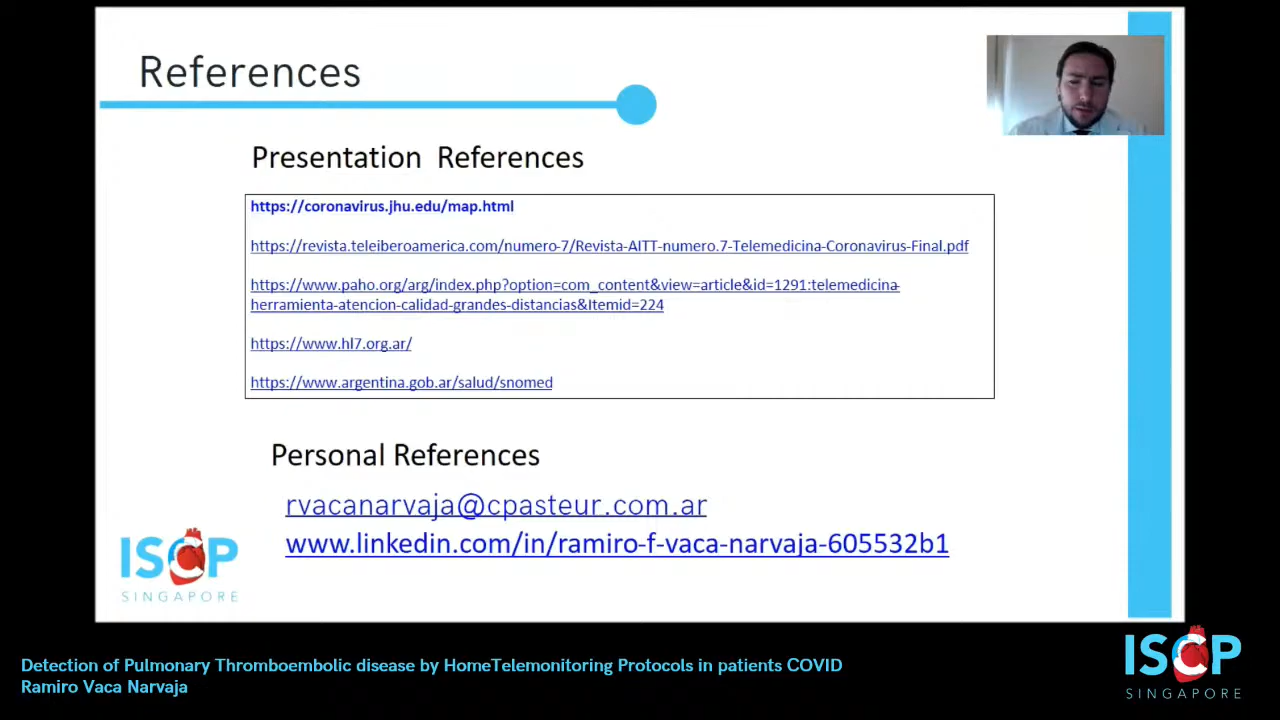 References
Presentation References
https://coronavirus.jhu.edu/map.html
https://revista.teleiberoamerica.com/numero-7/Revista-AITT-numero.7-Telemedicina-Coronavirus-Final.pdf
https://www.paho.org/arg/index.php?option=com_content&view=article&id=1291:telemedicina-
herramienta-atencion-calidad-grandes-distancias&Itemid=224
https://www.hl7.org.ar/
https://www.argentina.gob.ar/salud/snomed
Personal References
rvacanarvaja@cpasteur.com.ar
www.linkedin.com/in/ramiro-f-vaca-narvaja-605532b1
ISCP
SINGAPORE
Detection of Pulmonary Thromboembolic disease by HomeTelemonitoring Protocols in patients COVID
Ramiro Vaca Narvaja
ISCP
SINGAPORE